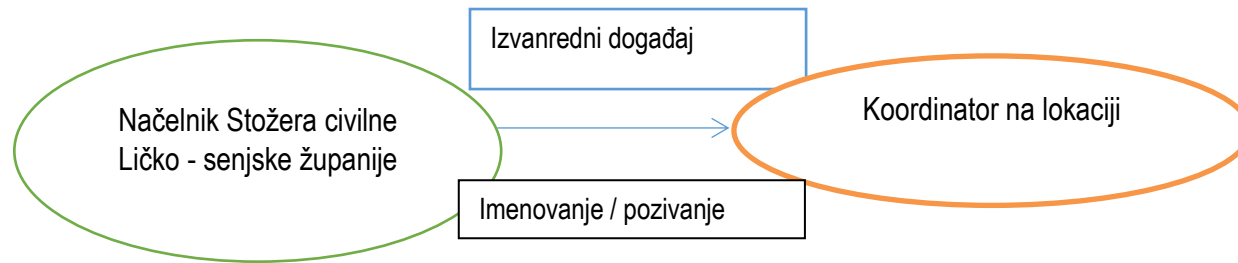 Izvanredni događaj
Načelnik Stožera civilne
Ličko - senjske županije
Koordinator na lokaciji
Imenovanje / pozivanje